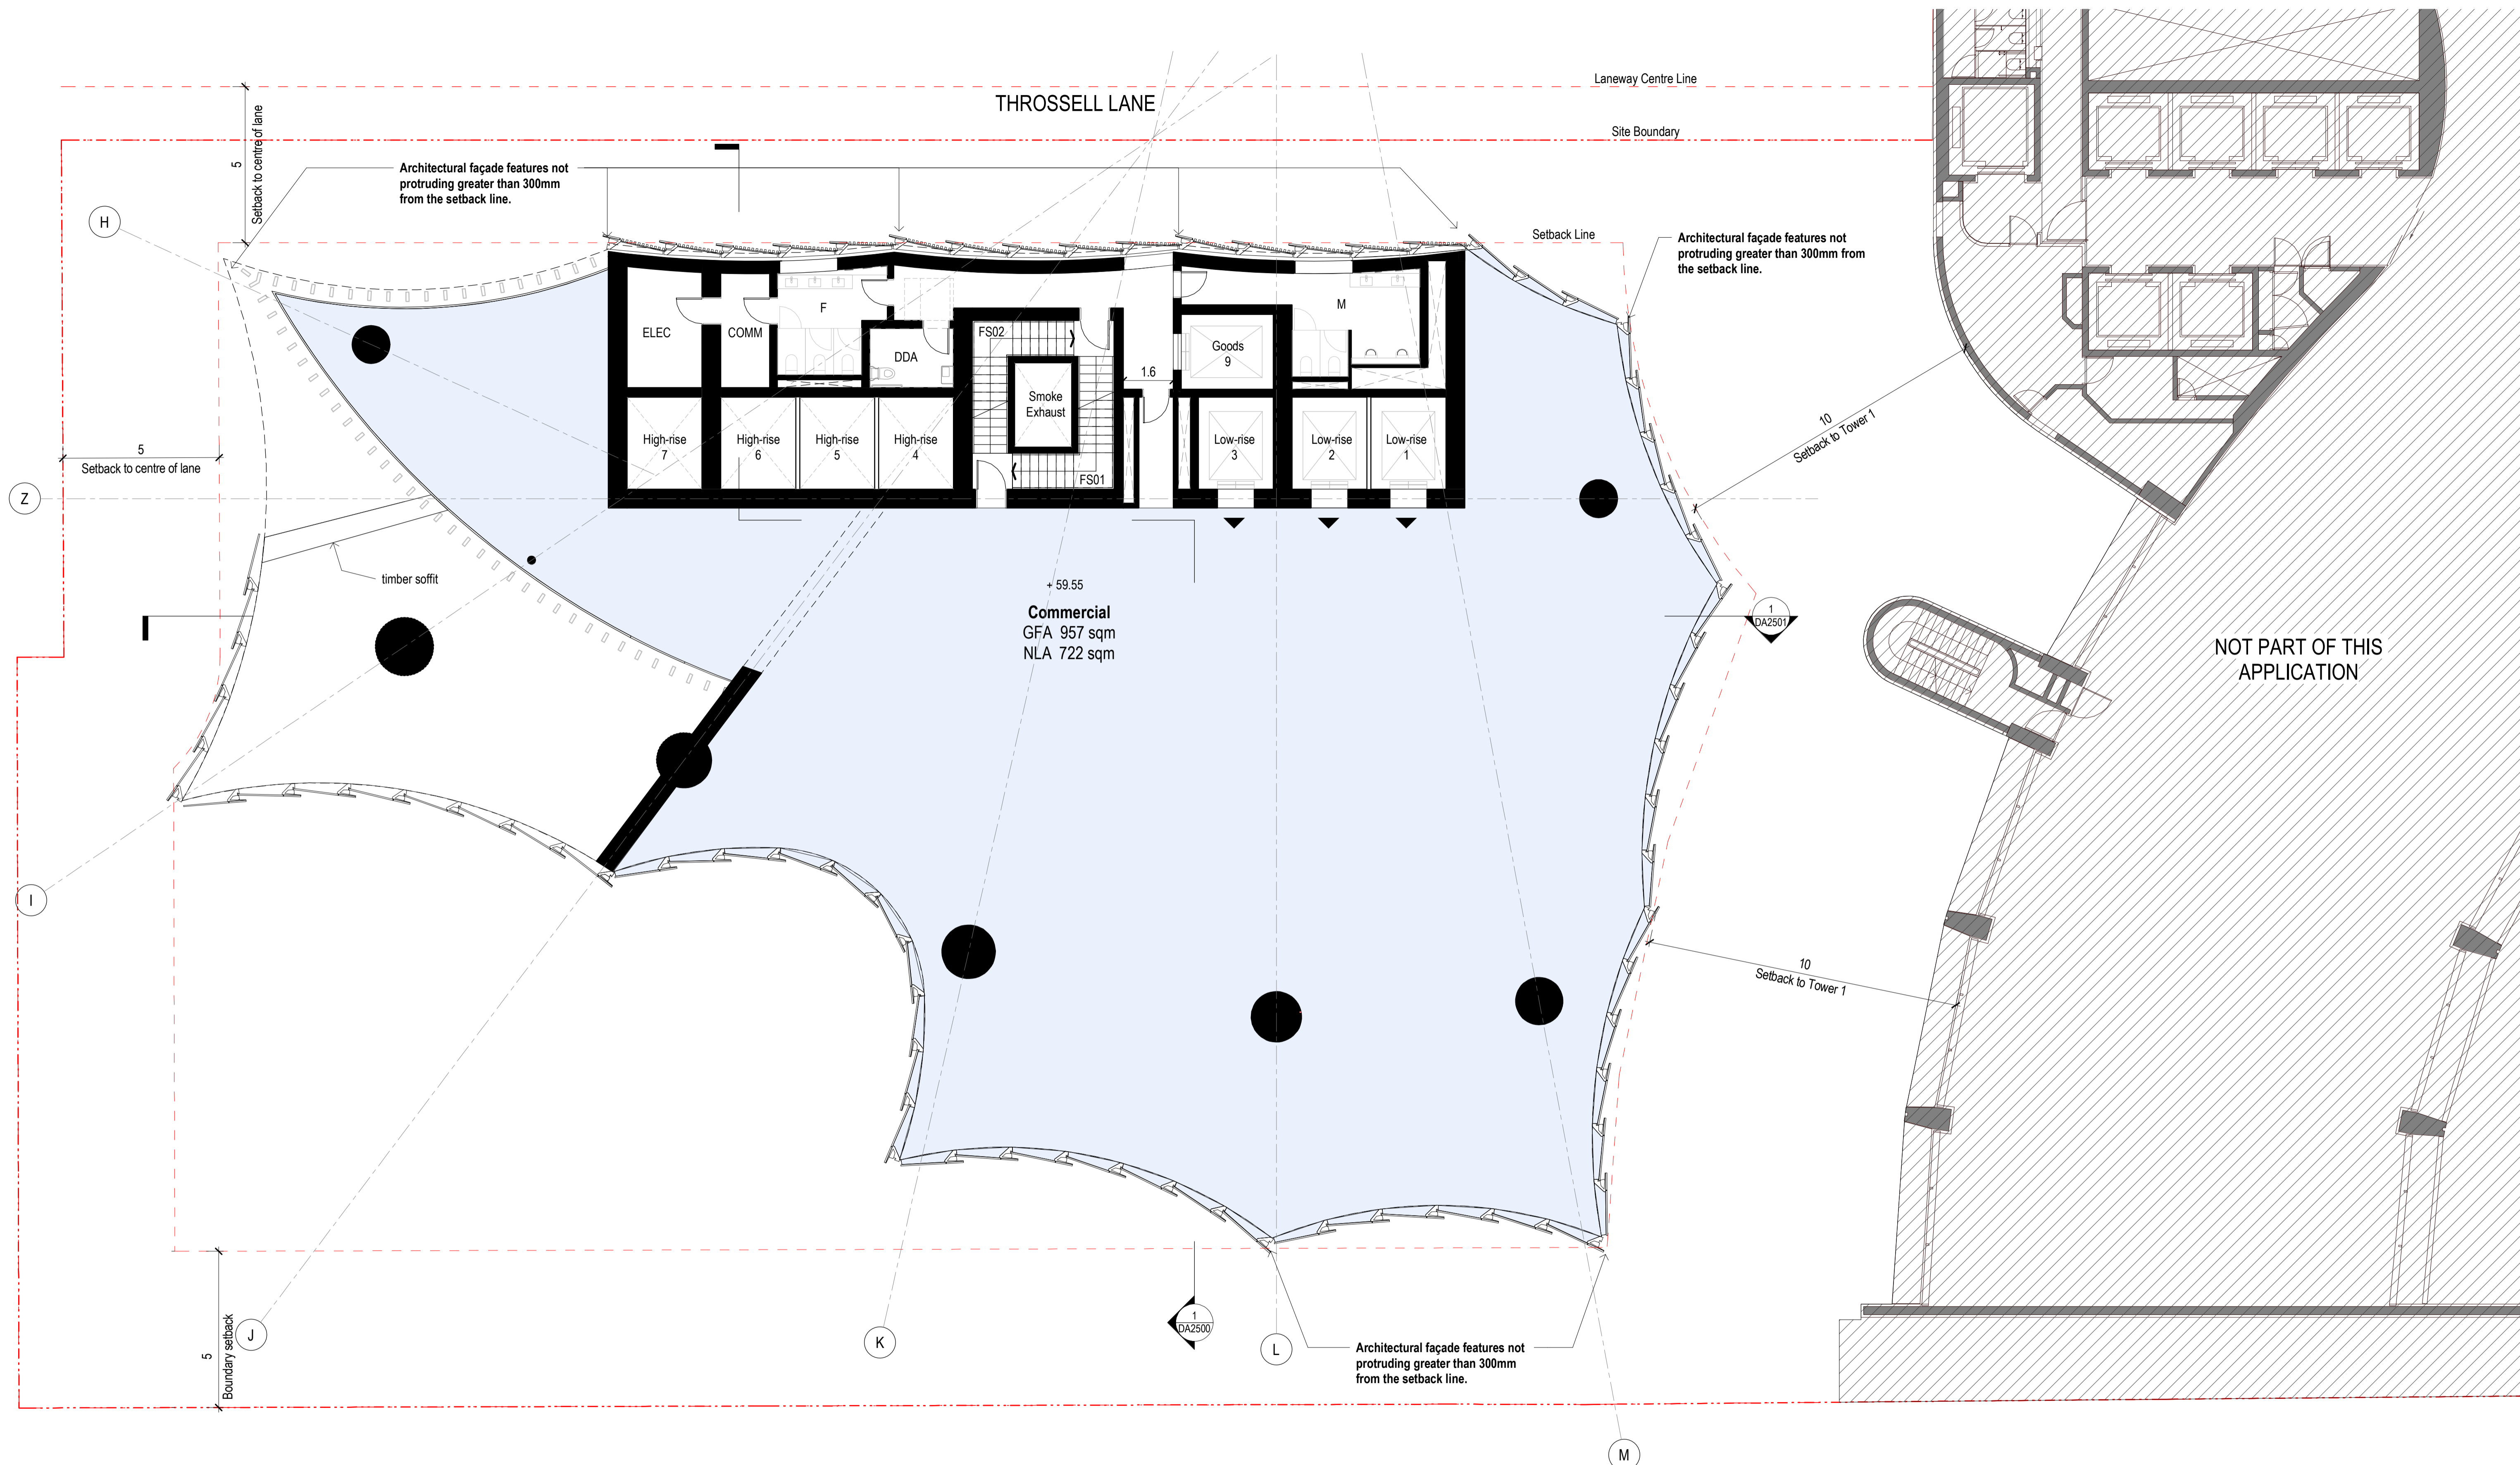 Laneway Centre Line
THROSSELL LANE
Site Boundary
5
Setback to centre of lane
Architectural façade features not
protruding greater than 300mm
from the setback line.
H
Setback Line
Architectural façade features not
protruding greater than 300mm from
the setback line.
F
M
ELEC
COMM
FS02
DDA
Goods
9
1.6
Smoke
Exhaust
High-rise
7
High-rise
6
High-rise
5
High-rise
4
Low-rise
3
Low-rise
2
Low-rise
1
FS01
10
Setback to Tower 1
5
Setback to centre of lane
Z
timber soffit
+ 59.55
Commercial
GFA 957 sqm
NLA 722 sqm
1
DA2501
NOT PART OF THIS
APPLICATION
I
10
Setback to Tower 1
5
Boundary setback
J
K
1
DA2500
L
Architectural façade features not
protruding greater than 300mm
from the setback line.
M